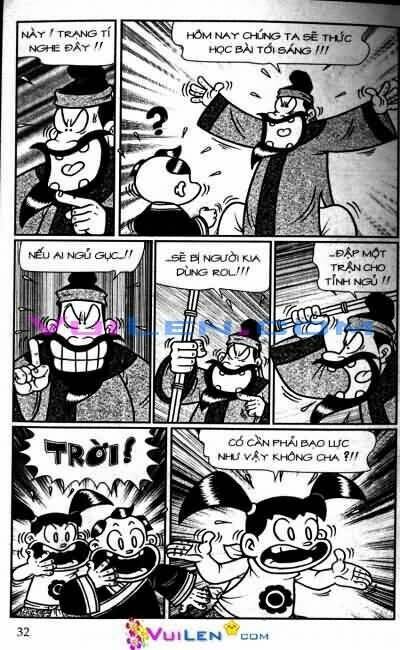 NÀY! TRẠNG TÍ
NGHE ĐÂY!!
HÔM NAY CHÚNG TA SẼ THỨC
HỌC BÀI TỚI SÁNG!!!
?
NẾU AI NGỦ GỤC..!!
..SẼ BỊ NGƯỜI KIA
DÙNG ROI..!!!
..ĐẬP MỘT
TRẬN CHO
TỈNH NGỦ!!
VUILEN.COM
TRỜI!
CÓ CẦN PHẢI BẠO LỰC
NHƯ VẬY KHÔNG CHA?!!
32
VUILEN.COM